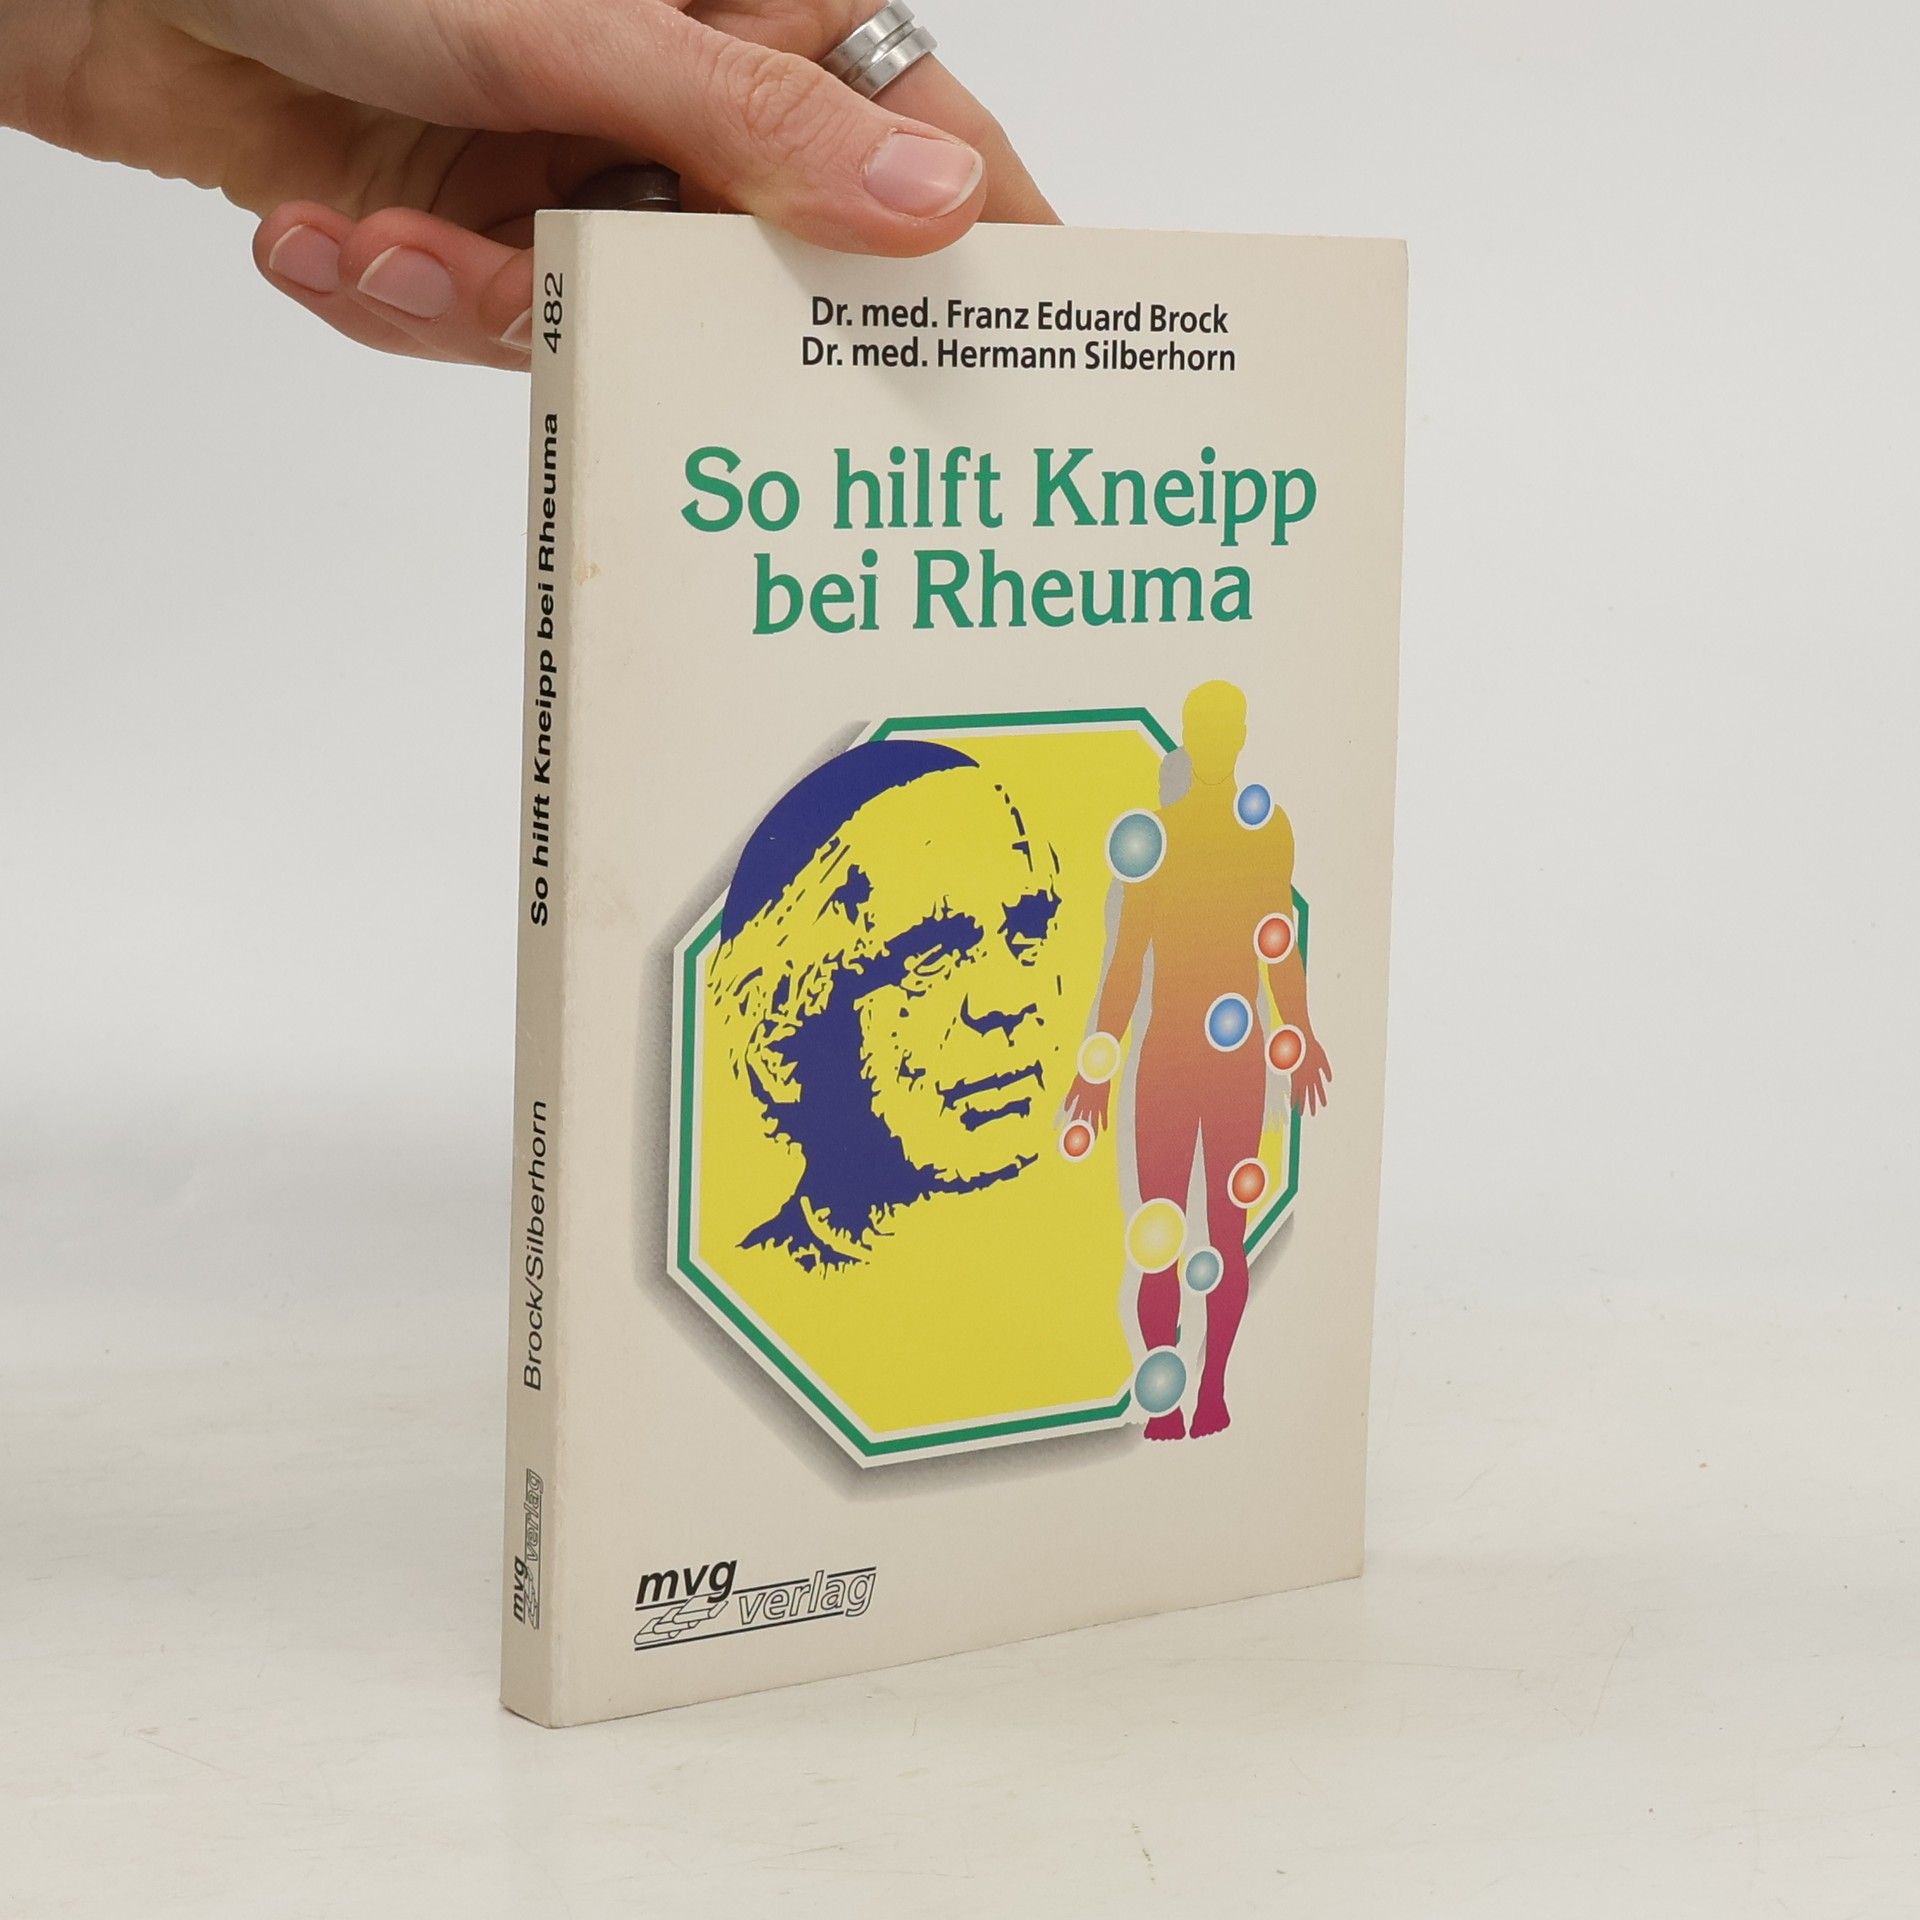 Dr. med. Franz Eduard Brock
Dr. med. Hermann Silberhorn
So hilft Kneipp
bei Rheuma
mvg
verlag
482
So hilft Kneipp bei Rheuma
Brock/Silberhorn
mvg
verlag